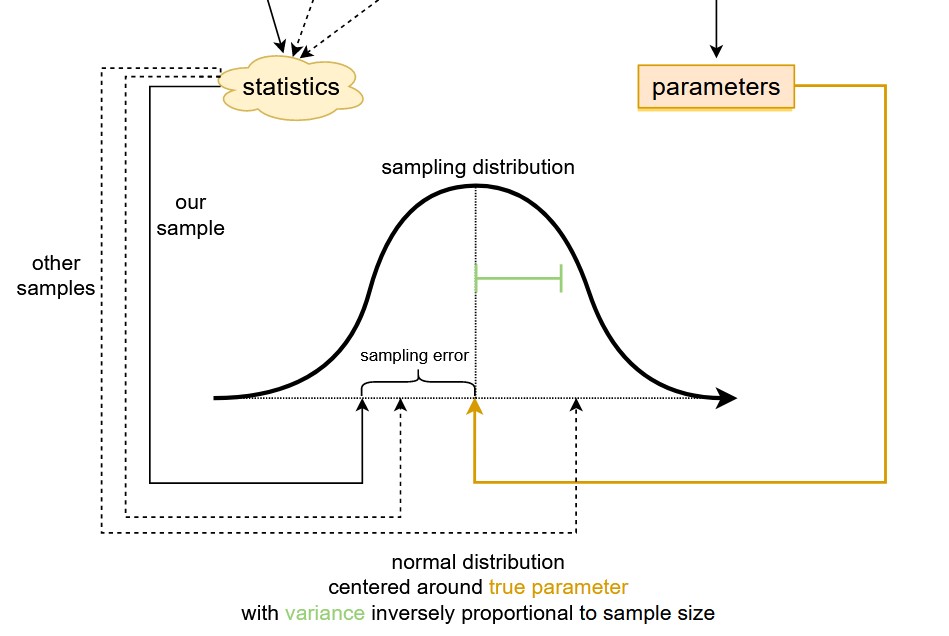 statistics
parameters
sampling distribution
our
sample
other
samples
sampling error
normal distribution
centered around true parameter
with variance inversely proportional to sample size